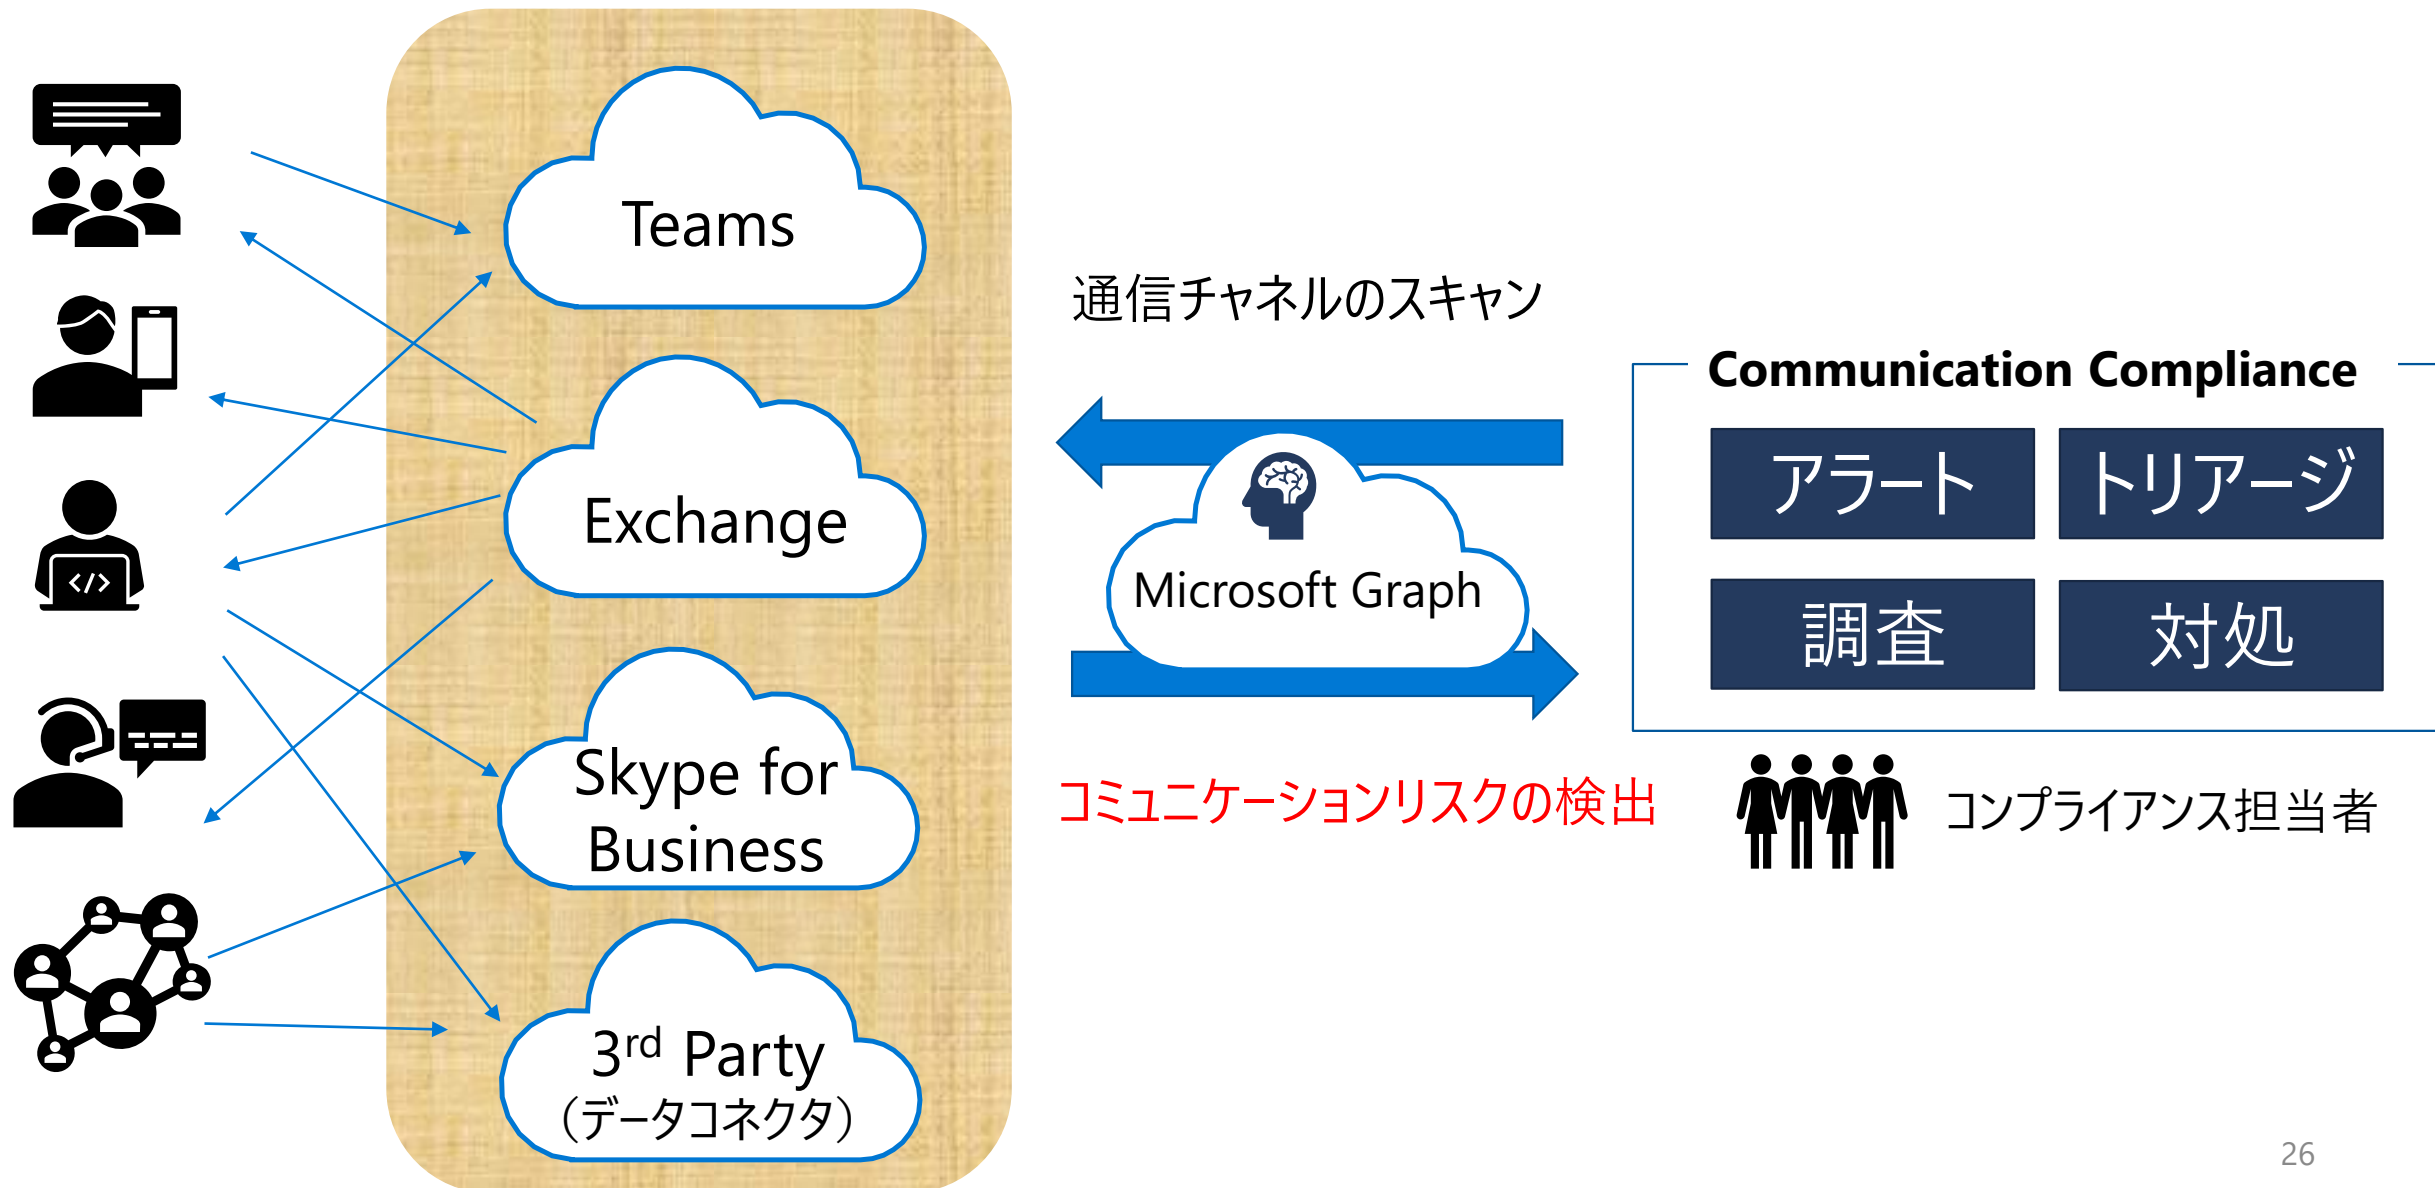 Teams
Exchange
Skype for
Business
3rd Party
（データコネクタ）
通信チャネルのスキャン
Microsoft Graph
コミュニケーションリスクの検出
Communication Compliance
アラート
トリアージ
調査
対処
コンプライアンス担当者
</>
26